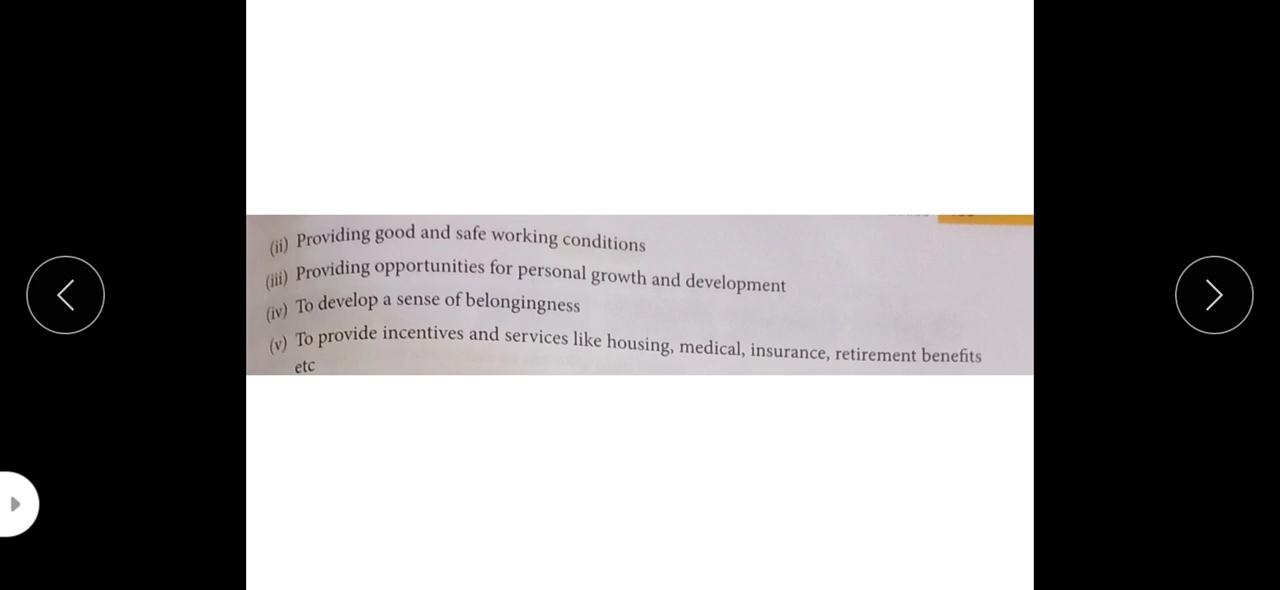 (ii) Providing good and safe working conditions
(iii) Providing opportunities for personal growth and development
(iv) To develop a sense of belongingness
(v) To provide incentives and services like housing, medical, insurance, retirement benefits
etc